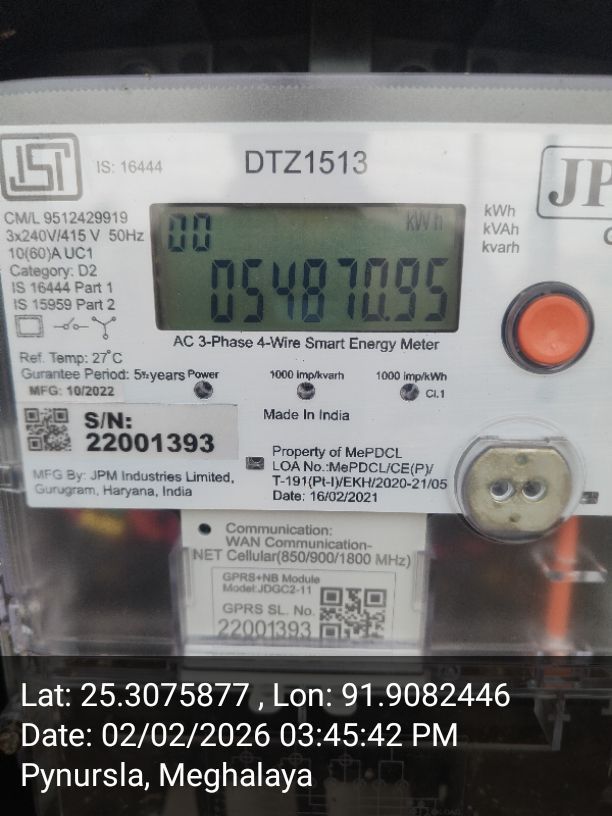 IS: 16444
DTZ1513
JP
CM/L 9512429919
3x240V/415 V 50Hz
10(60)A UC1
Category: D2
IS 16444 Part 1
IS 15959 Part 2
00
kWh
054870.95
kWh
kVAh
kvarh
AC 3-Phase 4-Wire Smart Energy Meter
Ref. Temp: 27°C
Gurantee Period: 5½years
MFG: 10/2022
Power
1000 imp/kvarh
1000 imp/kWh
Cl.1
Made In India
S/N:
22001393
MFG By: JPM Industries Limited,
Gurugram, Haryana, India
Property of MePDCL
LOA No.:MePDCL/CE(P)/
T-191(Pt-I)/EKH/2020-21/05
Date: 16/02/2021
Communication:
WAN Communication-
NET Cellular(850/900/1800 MHz)
GPRS+NB Module
Model:JDGC2-11
GPRS SL. No.
22001393
Lat: 25.3075877 , Lon: 91.9082446
Date: 02/02/2026 03:45:42 PM
Pynursla, Meghalaya